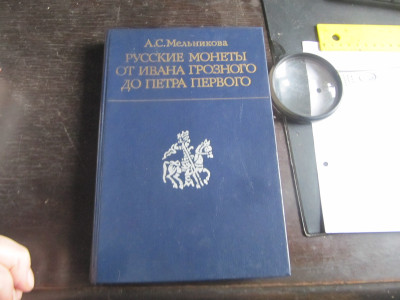 А.С.Мельникова
РУССКИЕ МОНЕТЫ
ОТ ИВАНА ГРОЗНОГО
ДО ПЕТРА ПЕРВОГО